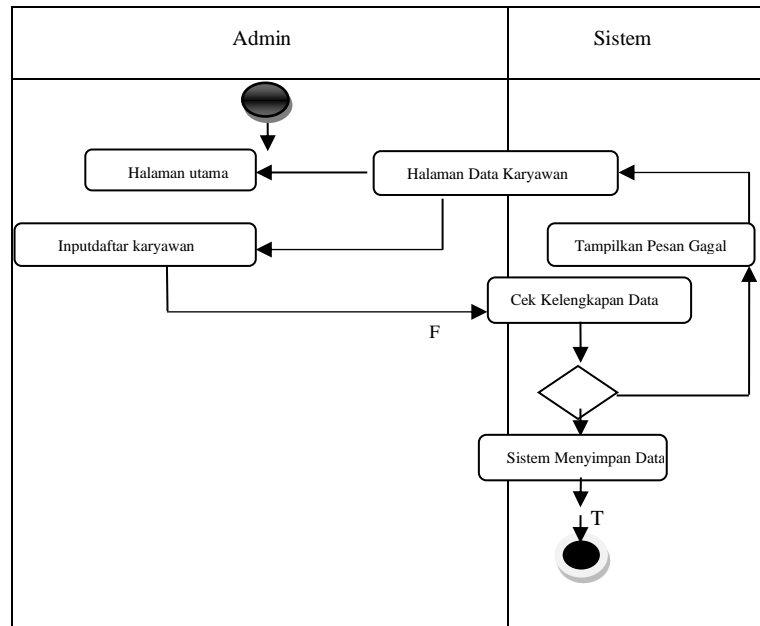 Admin
Sistem
Halaman utama
Halaman Data Karyawan
Inputdaftar karyawan
Tampilkan Pesan Gagal
Cek Kelengkapan Data
F
Sistem Menyimpan Data
T